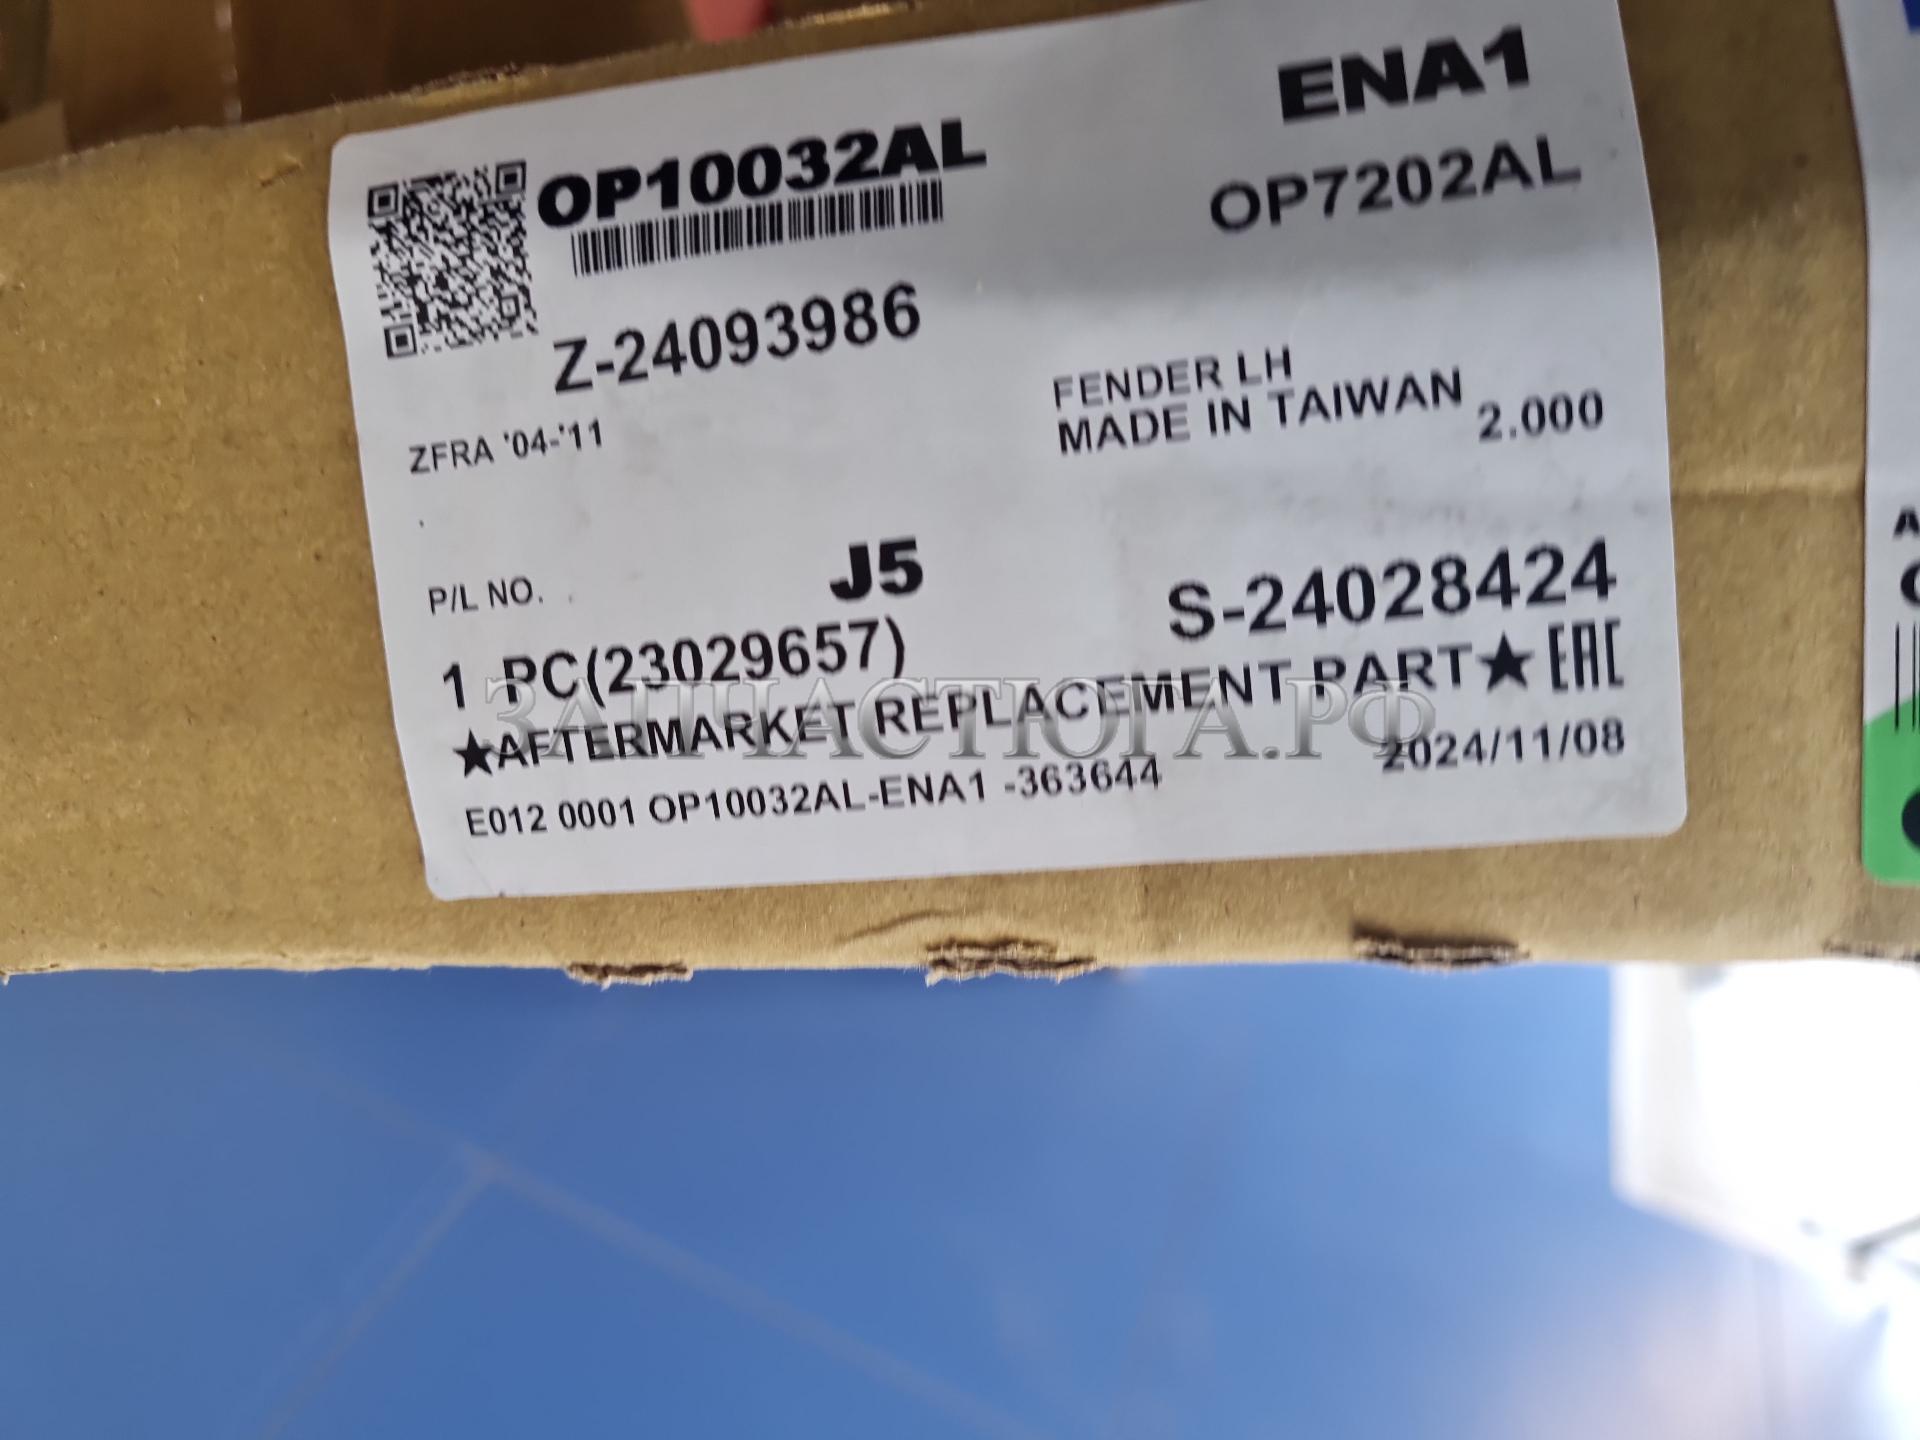 ENA1
OP10032AL
OP7202AL
Z-24093986
FENDER LH
ZFRA '04-'11
MADE IN TAIWAN 2.000
P/L NO.
J5
S-24028424
1 PC(23029657)
★AFTERMARKET REPLACEMENT PART★ EAC
ЗАПЧАСТЮГА.РФ
2024/11/08
E012 0001 OP10032AL-ENA1 -363644